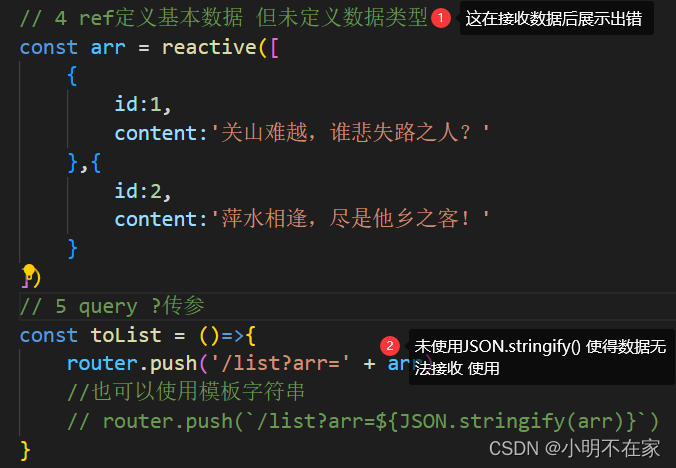 // 4 ref定义基本数据 但未定义数据类型 1 这在接收数据后展示出错
const arr = reactive([
{
id:1,
content:'关山难越，谁悲失路之人？'
},{
id:2,
content:'萍水相逢，尽是他乡之客！'
}
])
// 5 query ?传参
const toList = ()=>{
router.push('/list?arr=' + arr) 2 未使用JSON.stringify() 使得数据无
法接收 使用
//也可以使用模板字符串
// router.push(`/list?arr=${JSON.stringify(arr)}`)
}
CSDN @小明不在家